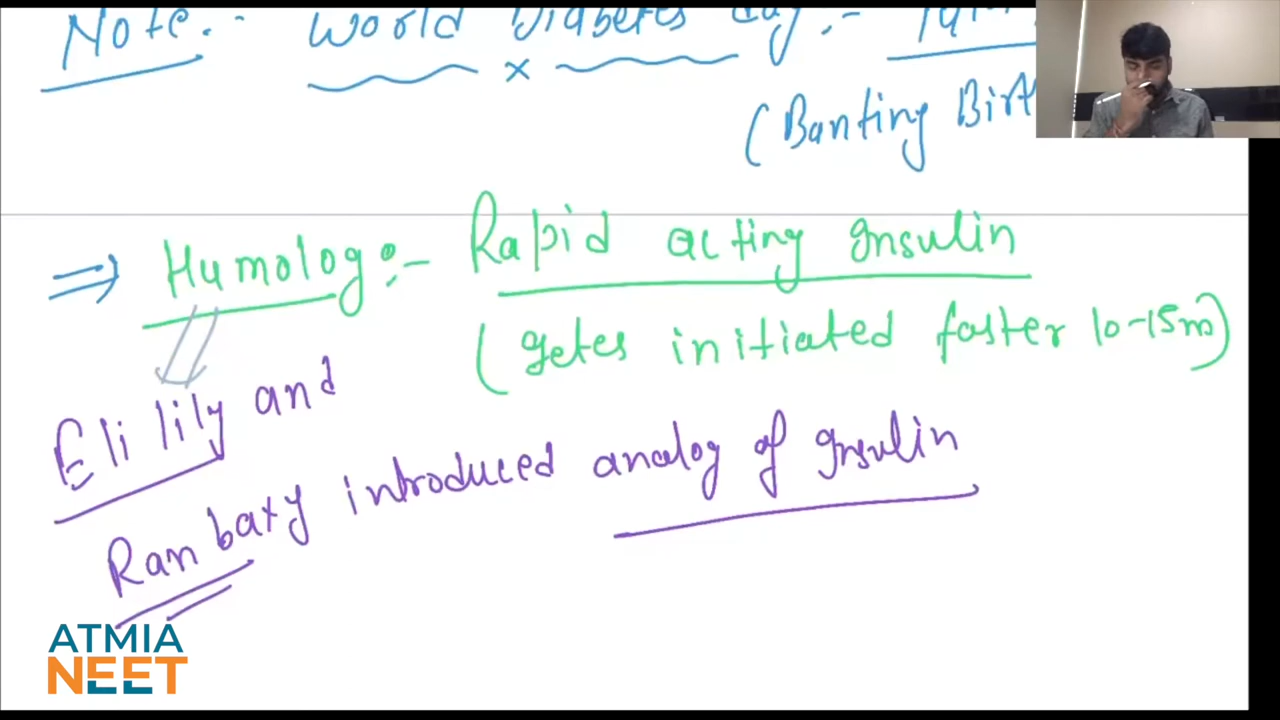 Note:- World Diabetes day:-
(Banting Birt
⇒ Humolog:- Rapid acting Insulin
(getes initiated faster 10-15m)
Eli lily and
Ranbaxy introduced analog of Insulin
ATMIA
NEET